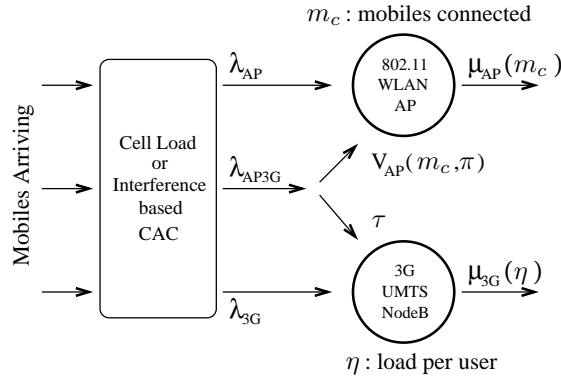 m_c : mobiles connected
Mobiles Arriving
Cell Load
or
Interference
based
CAC
λ_AP
λ_AP3G
λ_3G
802.11
WLAN
AP
μ_AP(m_c)
V_AP(m_c,π)
τ
3G
UMTS
NodeB
μ_3G(η)
η : load per user